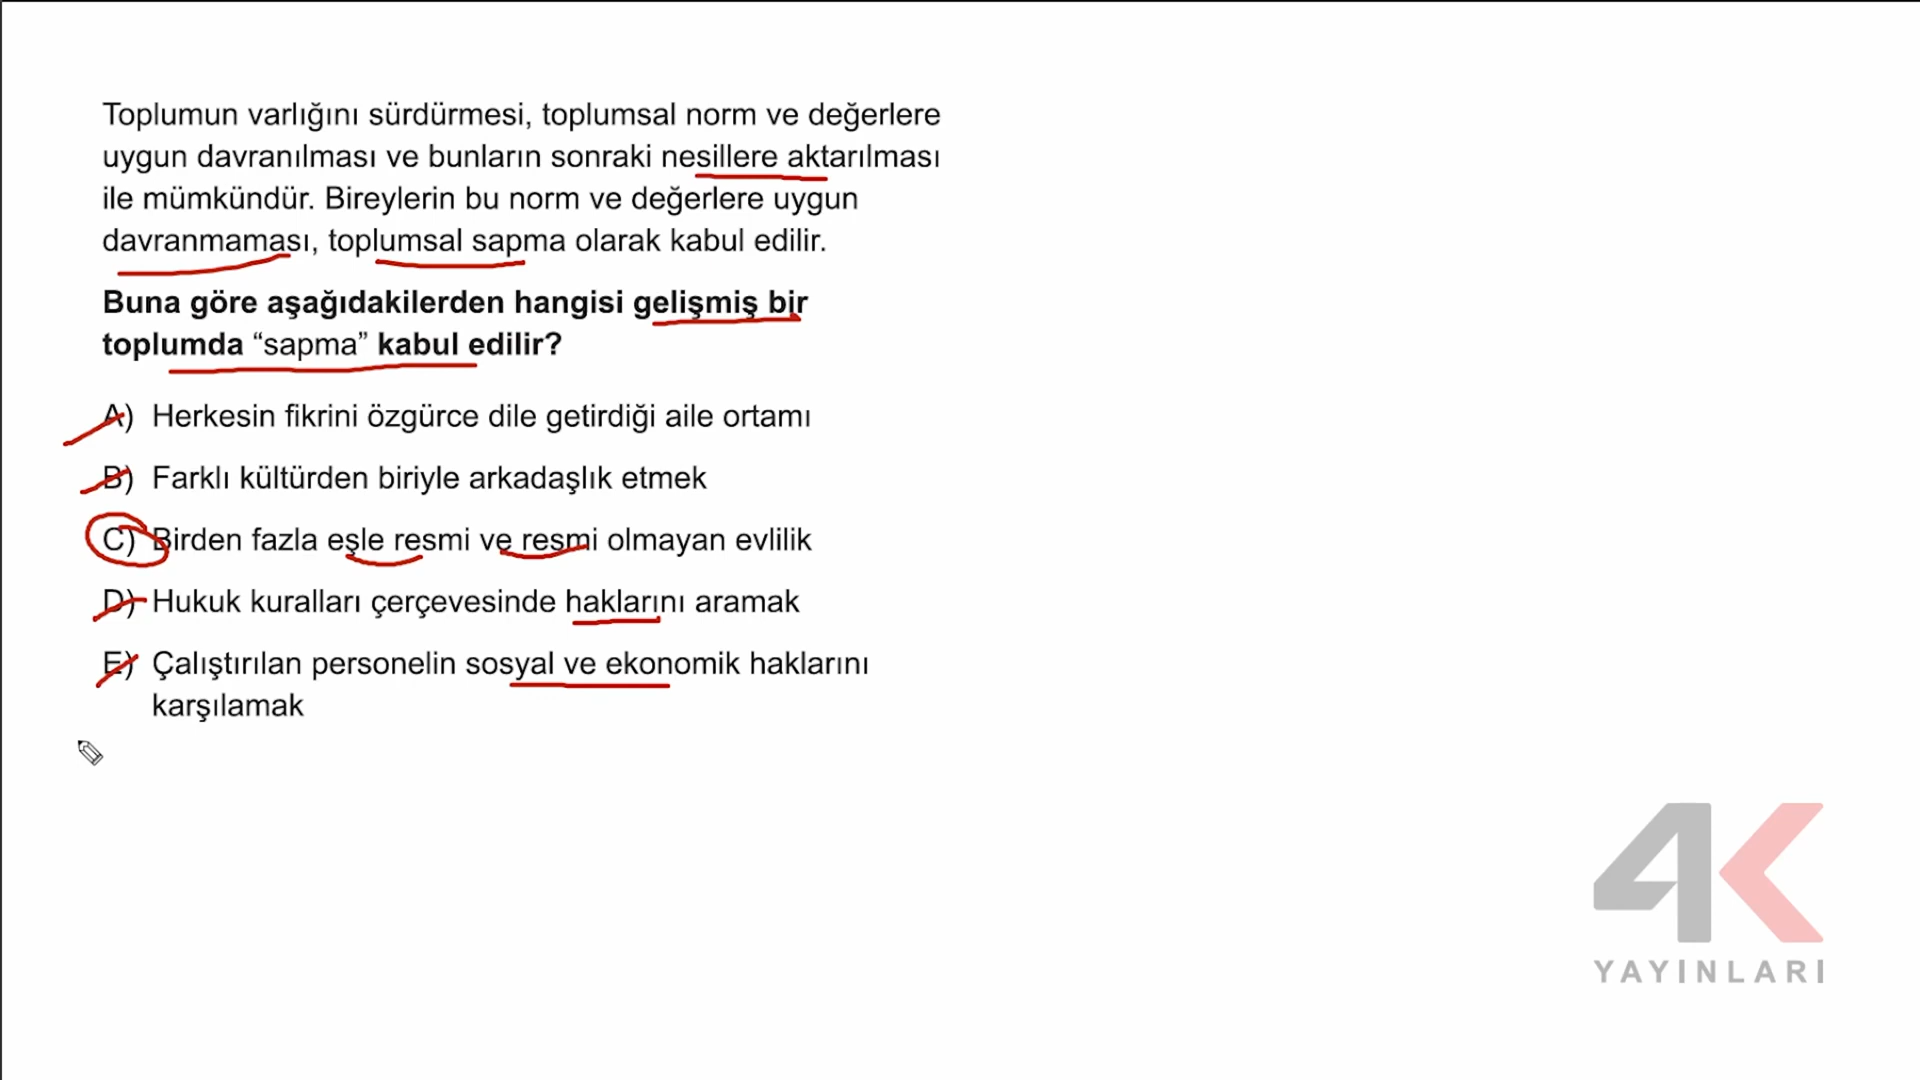 Toplumun varlığını sürdürmesi, toplumsal norm ve değerlere
uygun davranılması ve bunların sonraki nesillere aktarılması
ile mümkündür. Bireylerin bu norm ve değerlere uygun
davranmaması, toplumsal sapma olarak kabul edilir.
Buna göre aşağıdakilerden hangisi gelişmiş bir
toplumda “sapma” kabul edilir?
A) Herkesin fikrini özgürce dile getirdiği aile ortamı
B) Farklı kültürden biriyle arkadaşlık etmek
C) Birden fazla eşle resmi ve resmi olmayan evlilik
D) Hukuk kuralları çerçevesinde haklarını aramak
E) Çalıştırılan personelin sosyal ve ekonomik haklarını
karşılamak
4K
YAYINLARI